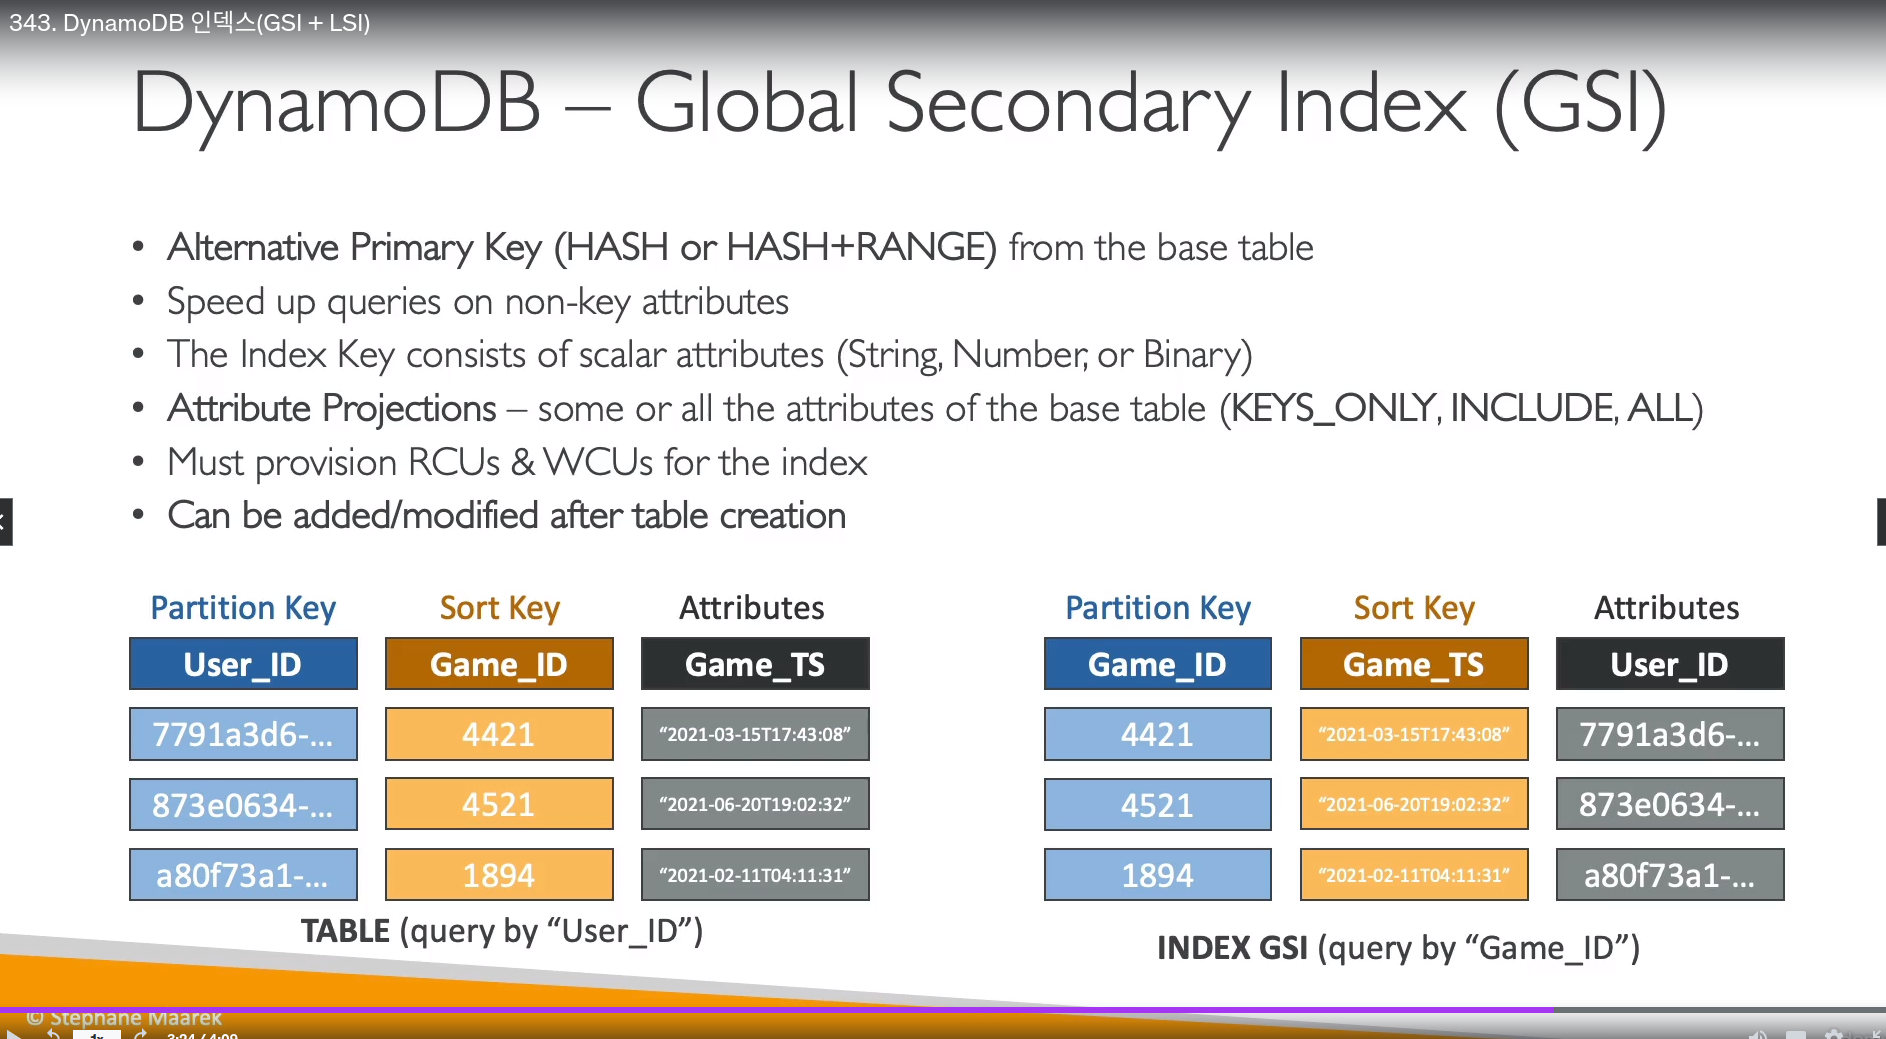 343. DynamoDB 인덱스(GSI + LSI)
DynamoDB – Global Secondary Index (GSI)
• Alternative Primary Key (HASH or HASH+RANGE) from the base table
• Speed up queries on non-key attributes
• The Index Key consists of scalar attributes (String, Number, or Binary)
• Attribute Projections – some or all the attributes of the base table (KEYS_ONLY, INCLUDE, ALL)
• Must provision RCUs & WCUs for the index
• Can be added/modified after table creation
Partition Key Sort Key Attributes
User_ID Game_ID Game_TS
7791a3d6-... 4421 “2021-03-15T17:43:08”
873e0634-... 4521 “2021-06-20T19:02:32”
a80f73a1-... 1894 “2021-02-11T04:11:31”
TABLE (query by “User_ID”)
Partition Key Sort Key Attributes
Game_ID Game_TS User_ID
4421 “2021-03-15T17:43:08” 7791a3d6-...
4521 “2021-06-20T19:02:32” 873e0634-...
1894 “2021-02-11T04:11:31” a80f73a1-...
INDEX GSI (query by “Game_ID”)
© Stephane Maarek
1x 3:24 / 4:09